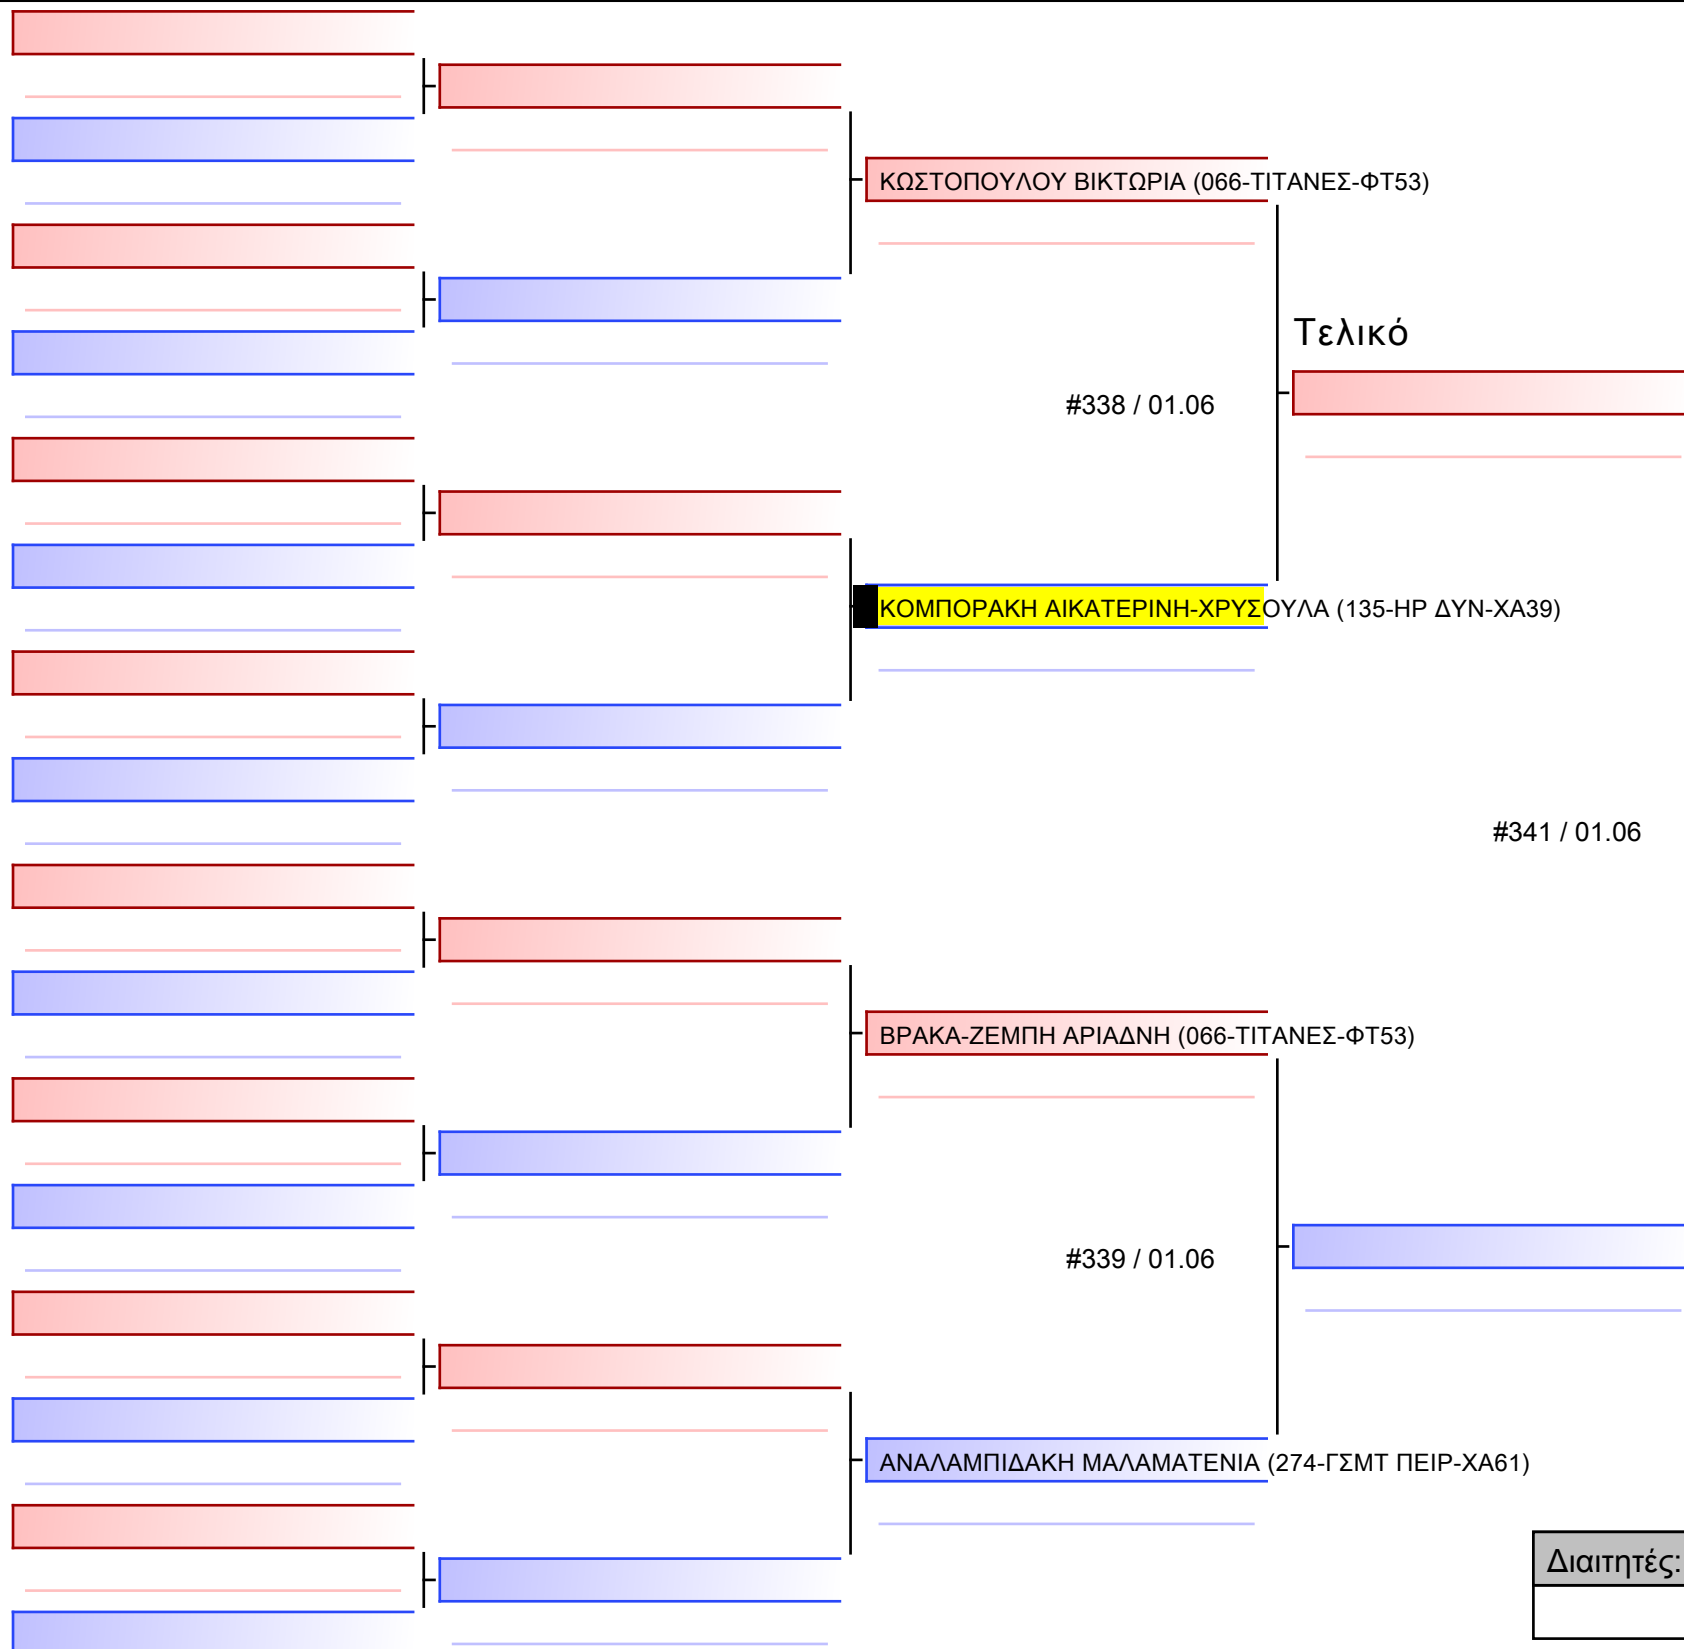 ΚΩΣΤΟΠΟΥΛΟΥ ΒΙΚΤΩΡΙΑ (066-ΤΙΤΑΝΕΣ-ΦΤ53)
Τελικό
#338 / 01.06
ΚΟΜΠΟΡΑΚΗ ΑΙΚΑΤΕΡΙΝΗ-ΧΡΥΣΟΥΛΑ (135-ΗΡ ΔΥΝ-ΧΑ39)
#341 / 01.06
ΒΡΑΚΑ-ΖΕΜΠΗ ΑΡΙΑΔΝΗ (066-ΤΙΤΑΝΕΣ-ΦΤ53)
#339 / 01.06
ΑΝΑΛΑΜΠΙΔΑΚΗ ΜΑΛΑΜΑΤΕΝΙΑ (274-ΓΣΜΤ ΠΕΙΡ-ΧΑ61)
Διαιτητές: